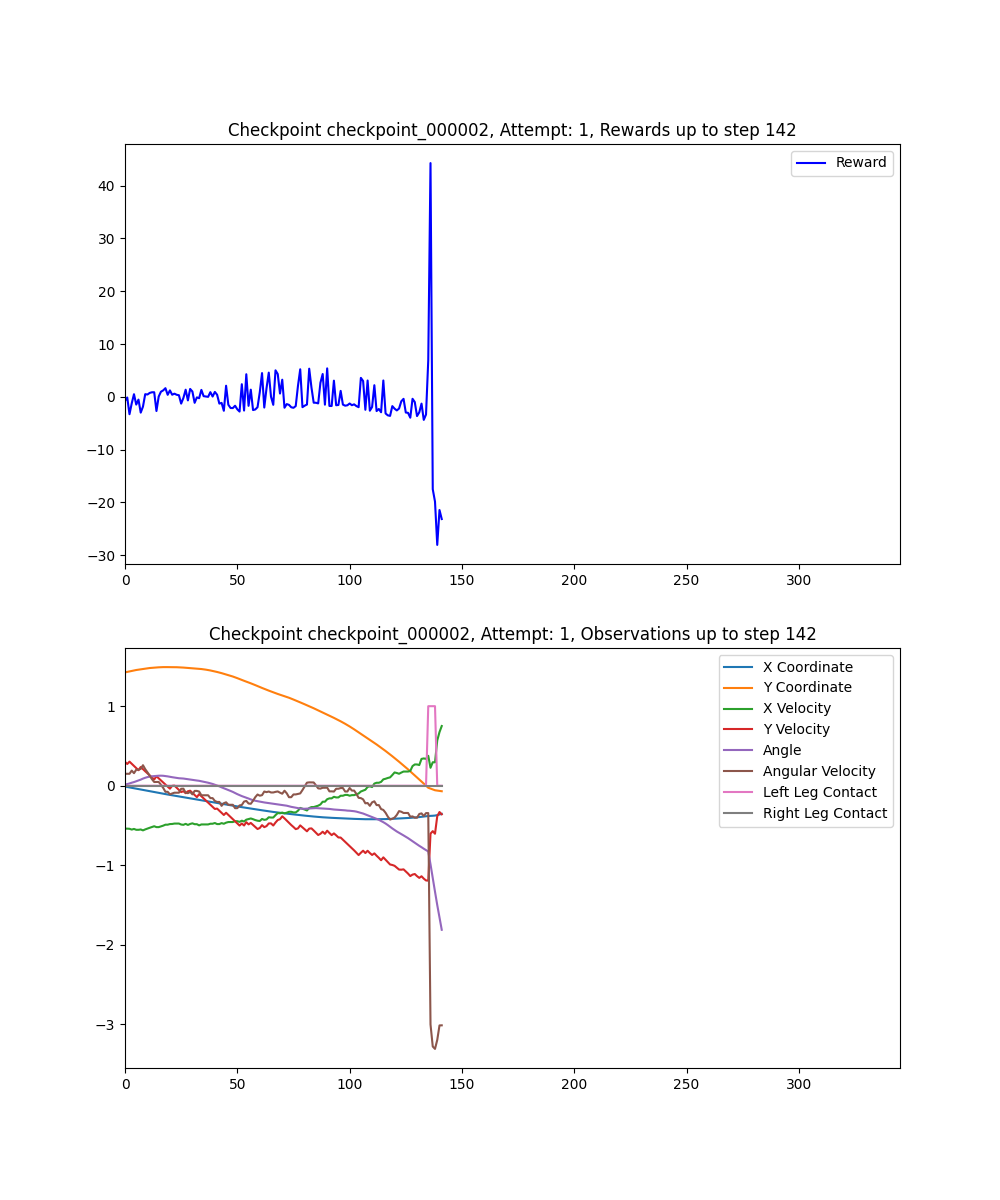 Checkpoint checkpoint_000002, Attempt: 1, Rewards up to step 142
Reward
40
30
20
10
0
−10
−20
−30
0 50 100 150 200 250 300
Checkpoint checkpoint_000002, Attempt: 1, Observations up to step 142
X Coordinate
Y Coordinate
X Velocity
Y Velocity
Angle
Angular Velocity
Left Leg Contact
Right Leg Contact
1
0
−1
−2
−3
0 50 100 150 200 250 300